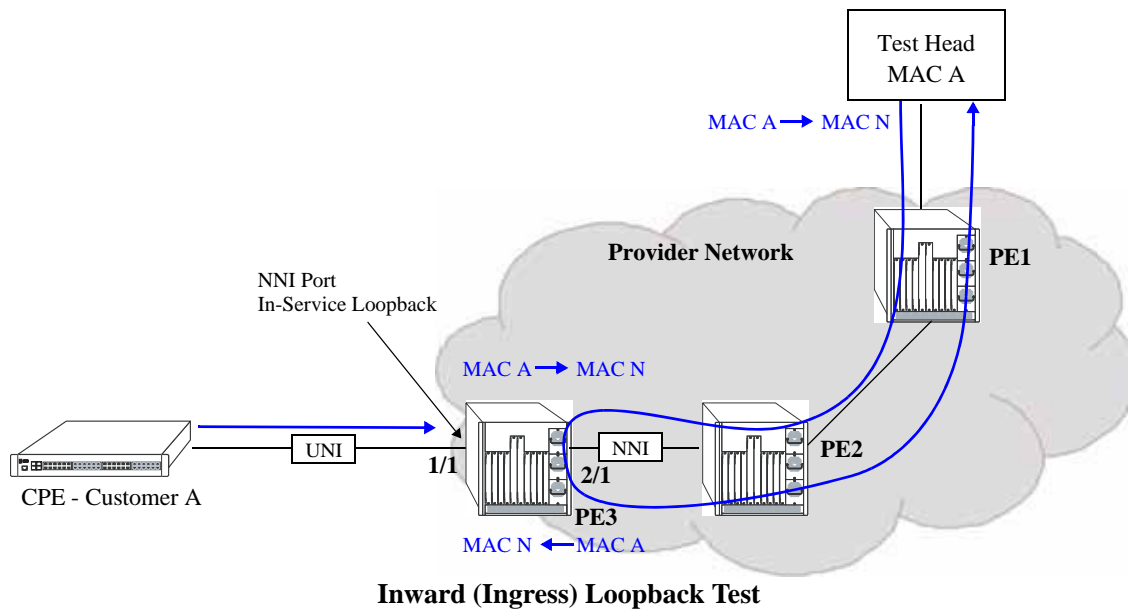 Test Head
MAC A
MAC A → MAC N
Provider Network
PE1
NNI Port
In-Service Loopback
MAC A → MAC N
UNI
1/1
NNI
2/1
PE2
CPE - Customer A
PE3
MAC N ← MAC A
Inward (Ingress) Loopback Test